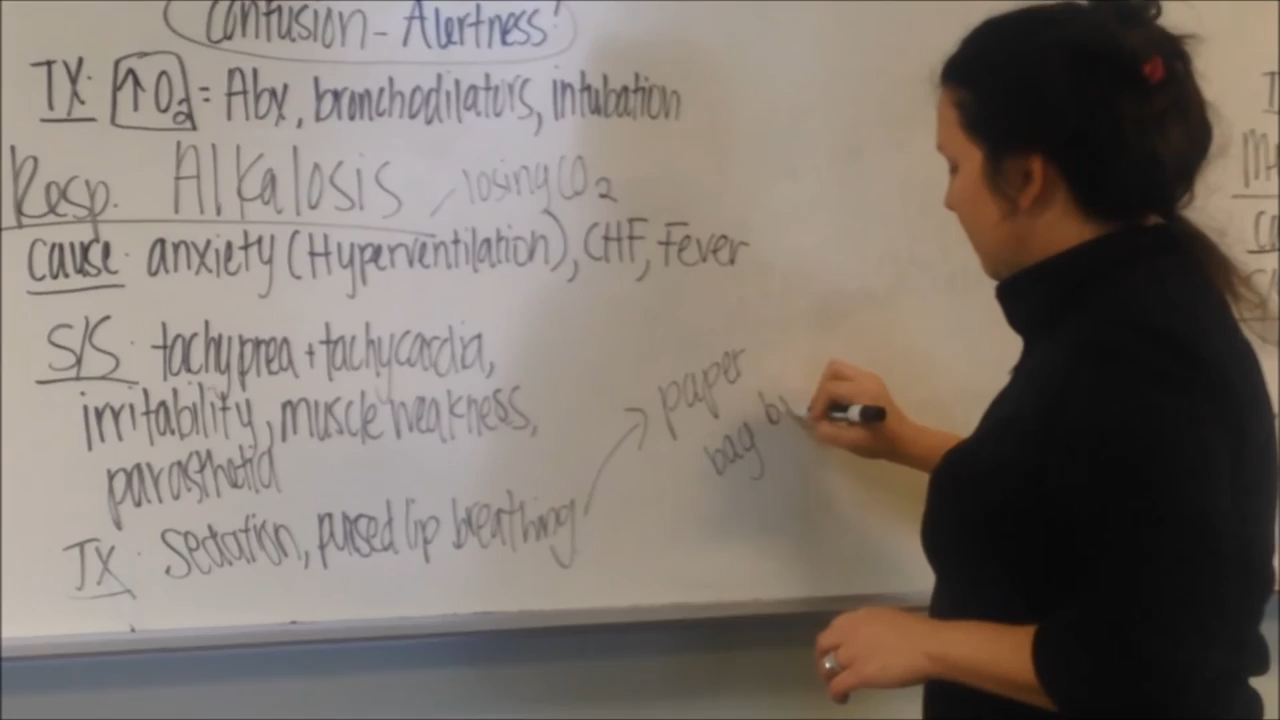 Confusion - Alertness!
TX: ↑O2 = Abx, bronchodilators, intubation
Resp. Alkalosis / losing CO2
cause: anxiety (Hyperventilation), CHF, Fever
S/S: tachyprea + tachycardia,
irritability, muscle weakness,
parasthetia
TX: Sedation, pursed lip breathing → paper
bag